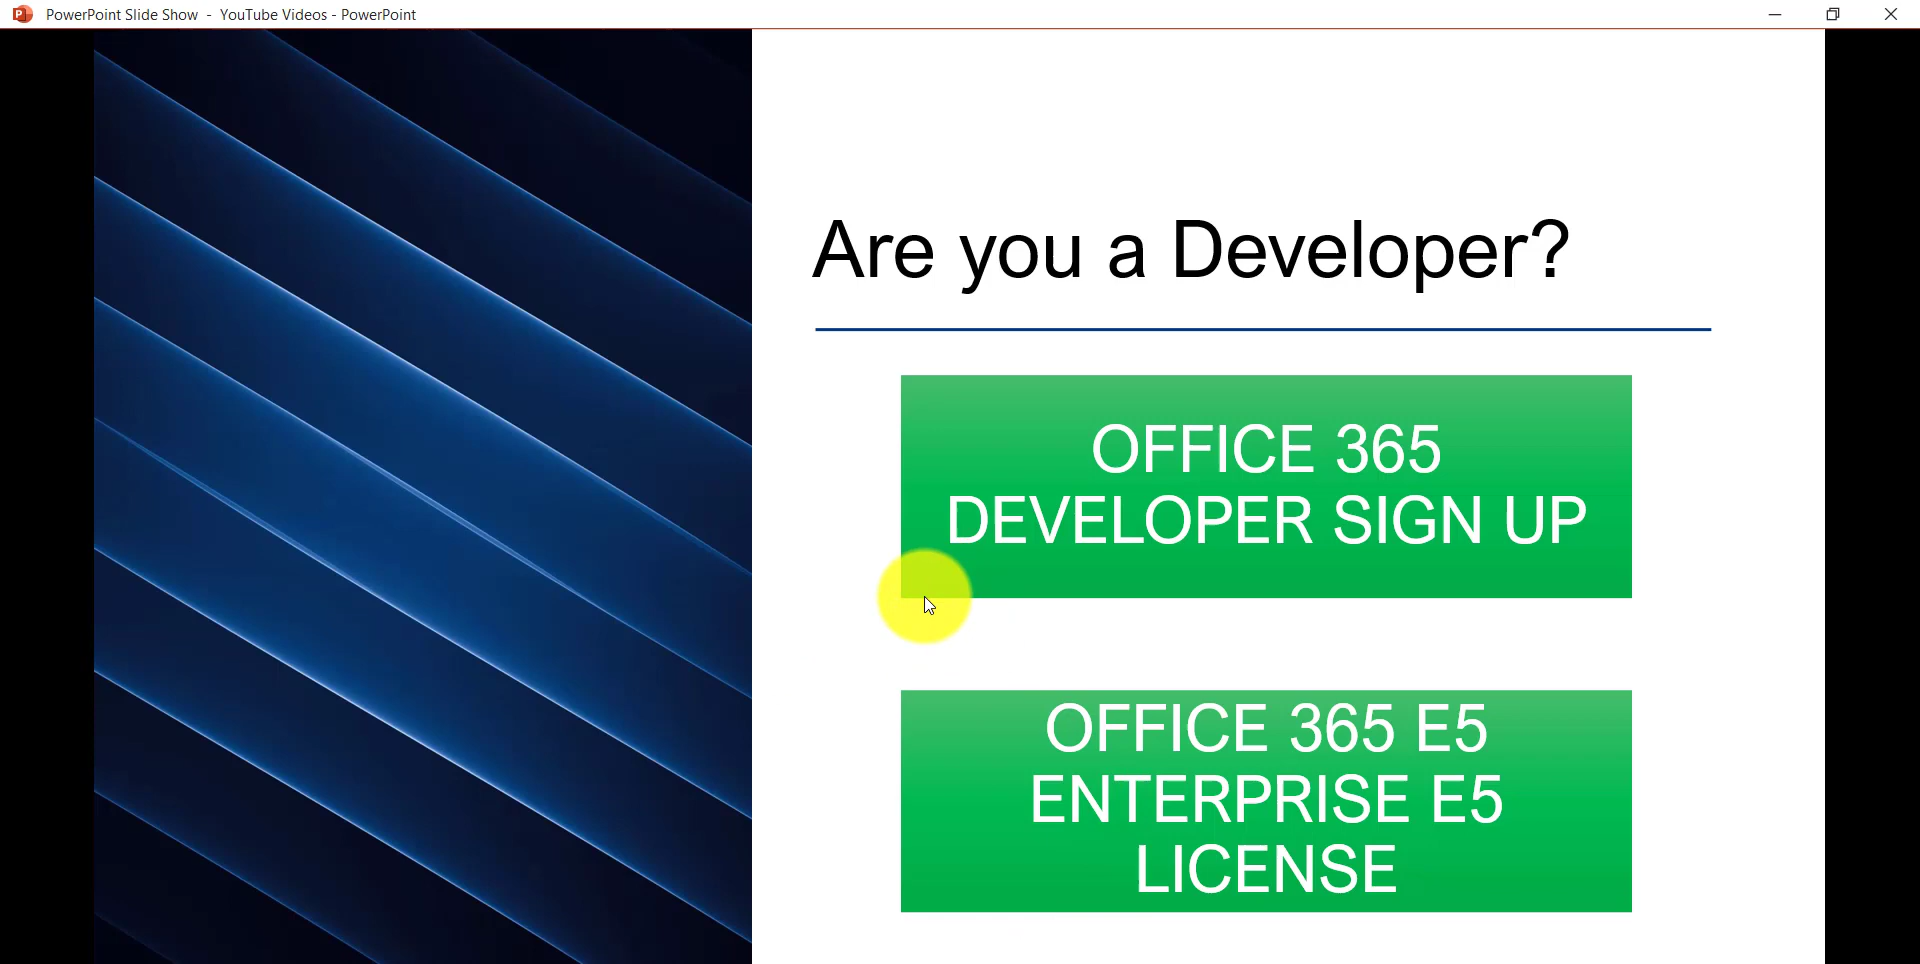 PowerPoint Slide Show - YouTube Videos - PowerPoint
Are you a Developer?
OFFICE 365
DEVELOPER SIGN UP
OFFICE 365 E5
ENTERPRISE E5
LICENSE